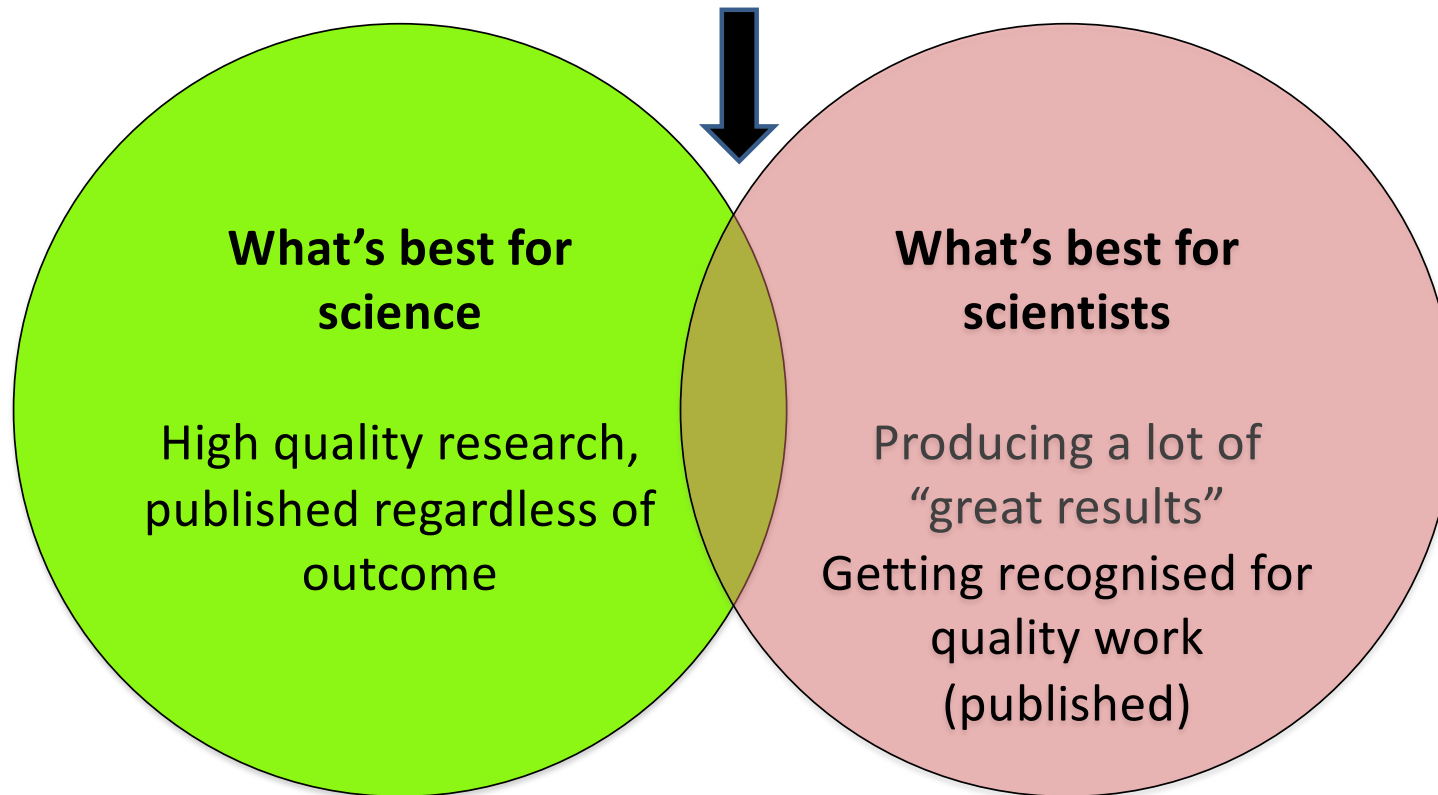 What’s best for
science
High quality research,
published regardless of
outcome
What’s best for
scientists
Producing a lot of
“great results”
Getting recognised for
quality work
(published)